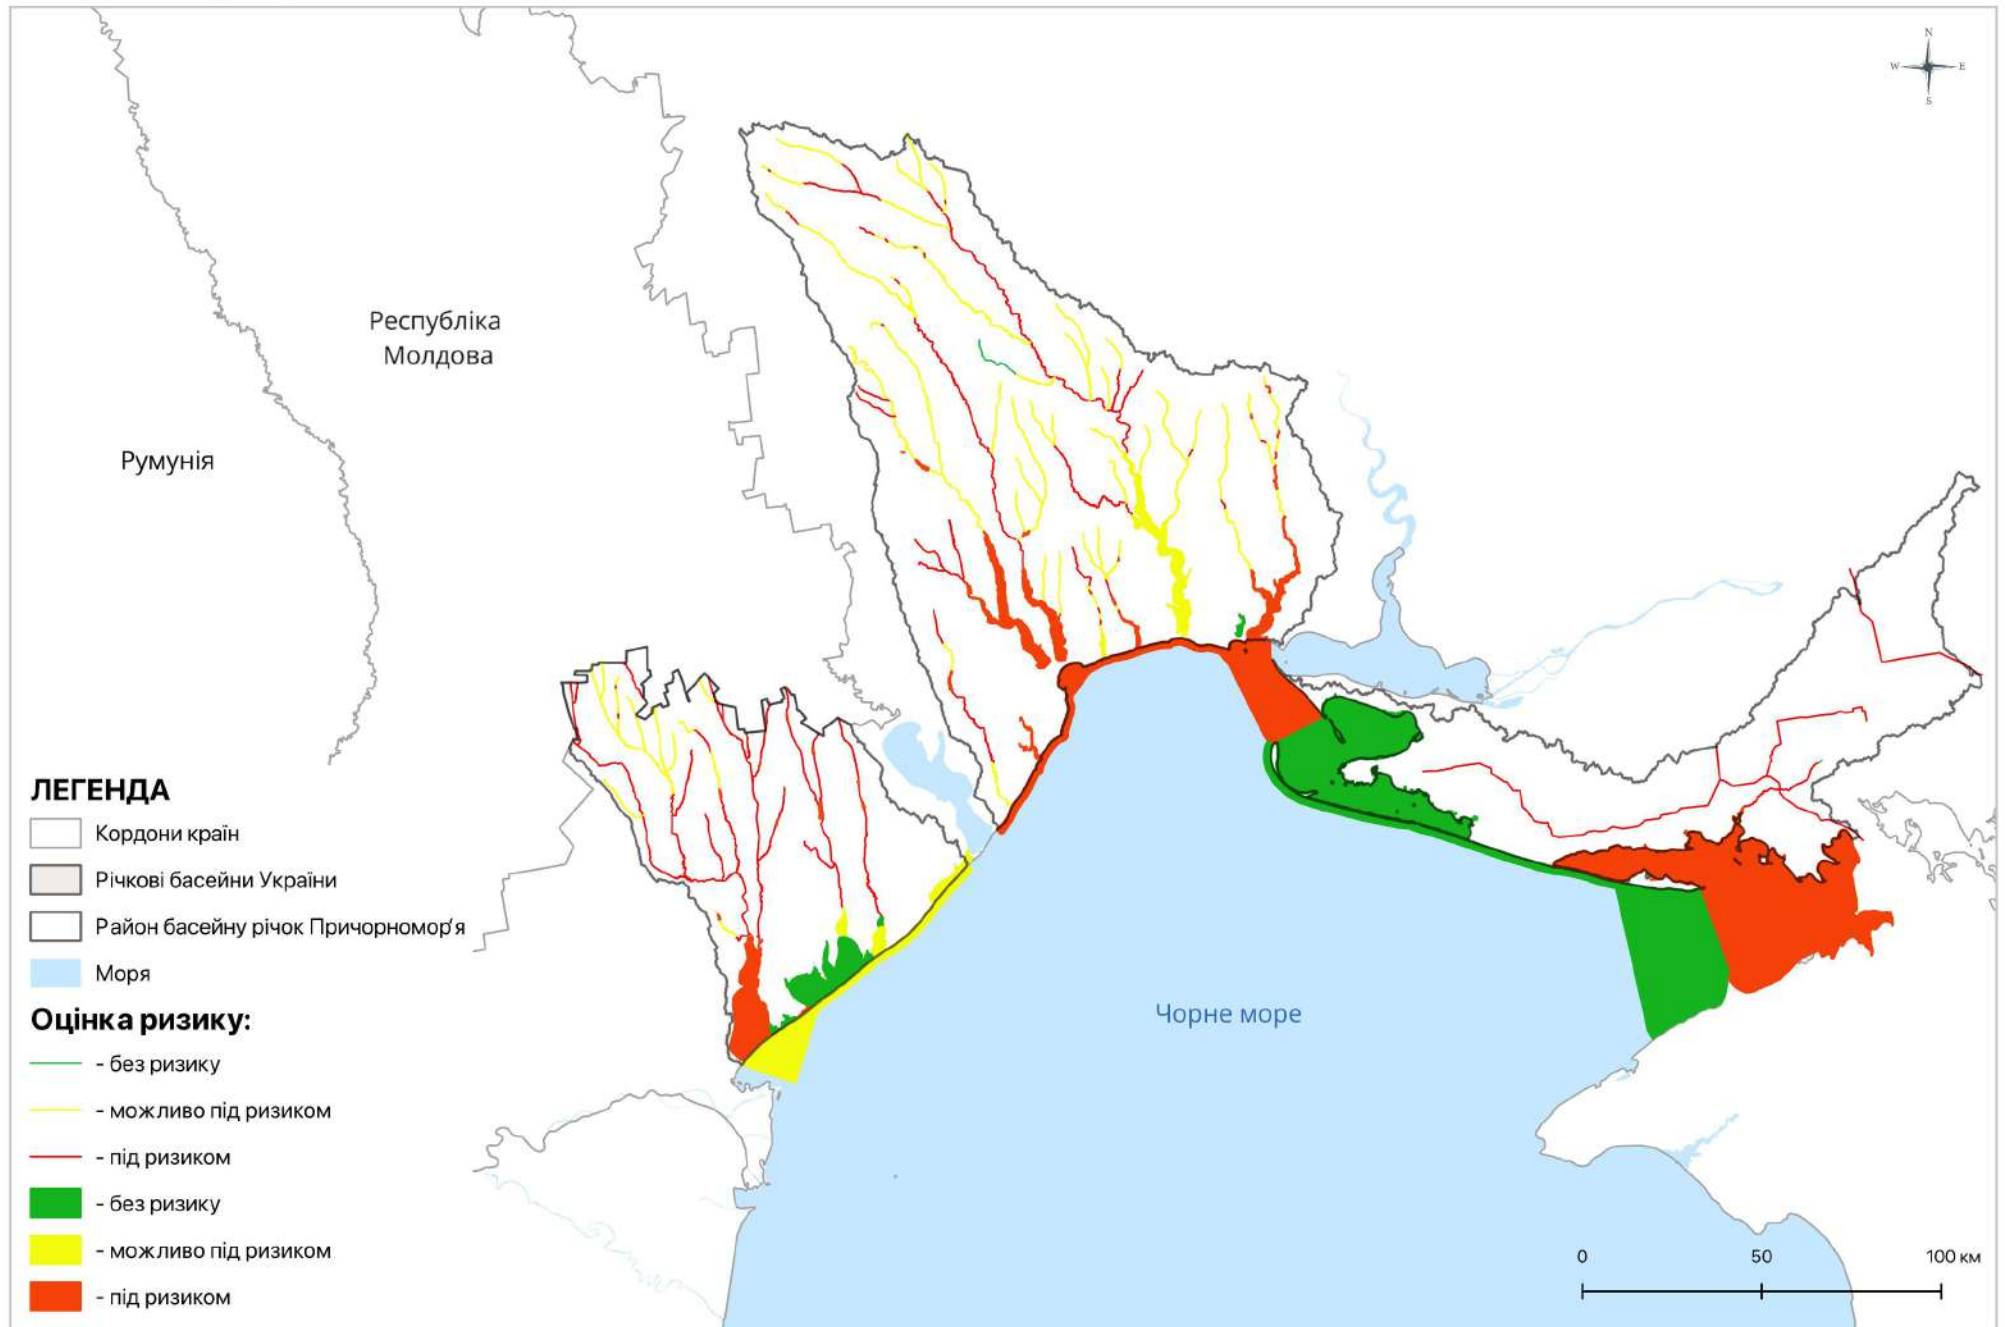 N
W E
S
Республіка
Молдова
Румунія
ЛЕГЕНДА
Кордони країн
Річкові басейни України
Район басейну річок Причорномор’я
Моря
Оцінка ризику:
- без ризику
- можливо під ризиком
- під ризиком
- без ризику
- можливо під ризиком
- під ризиком
Чорне море
0 50 100 км